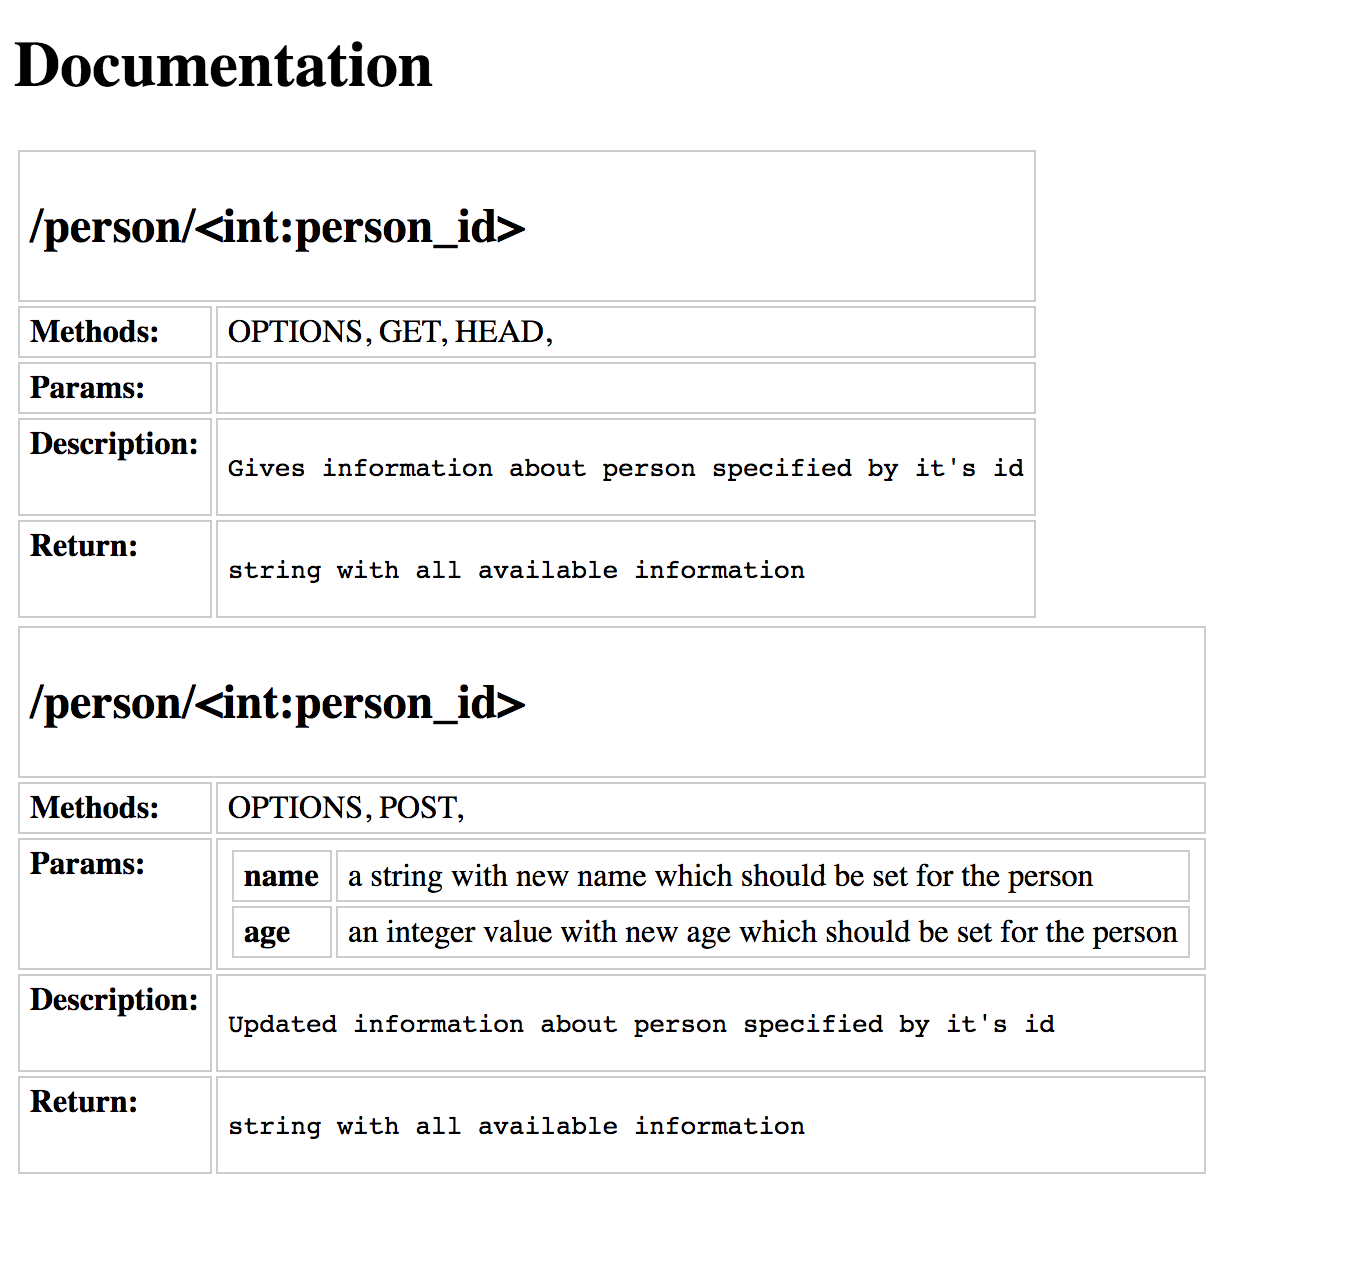 Documentation
/person/<int:person_id>
Methods: OPTIONS, GET, HEAD,
Params:
Description: Gives information about person specified by it's id
Return: string with all available information
/person/<int:person_id>
Methods: OPTIONS, POST,
Params: name a string with new name which should be set for the person
age an integer value with new age which should be set for the person
Description: Updated information about person specified by it's id
Return: string with all available information